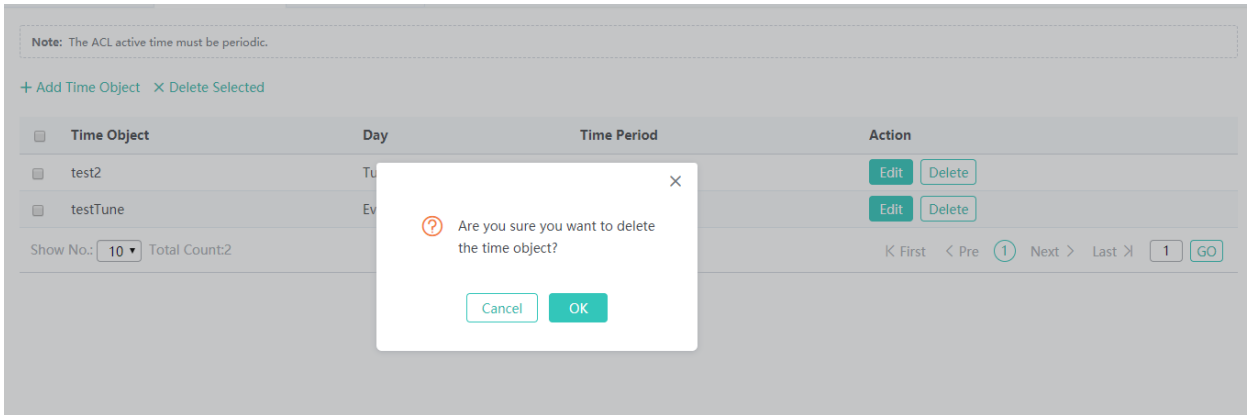 Note: The ACL active time must be periodic.
+ Add Time Object × Delete Selected
Time Object Day Time Period Action
test2 Edit Delete
testTune Edit Delete
Show No.: 10 Total Count:2 First < Pre 1 Next > Last 1 GO
Are you sure you want to delete
the time object?
Cancel OK